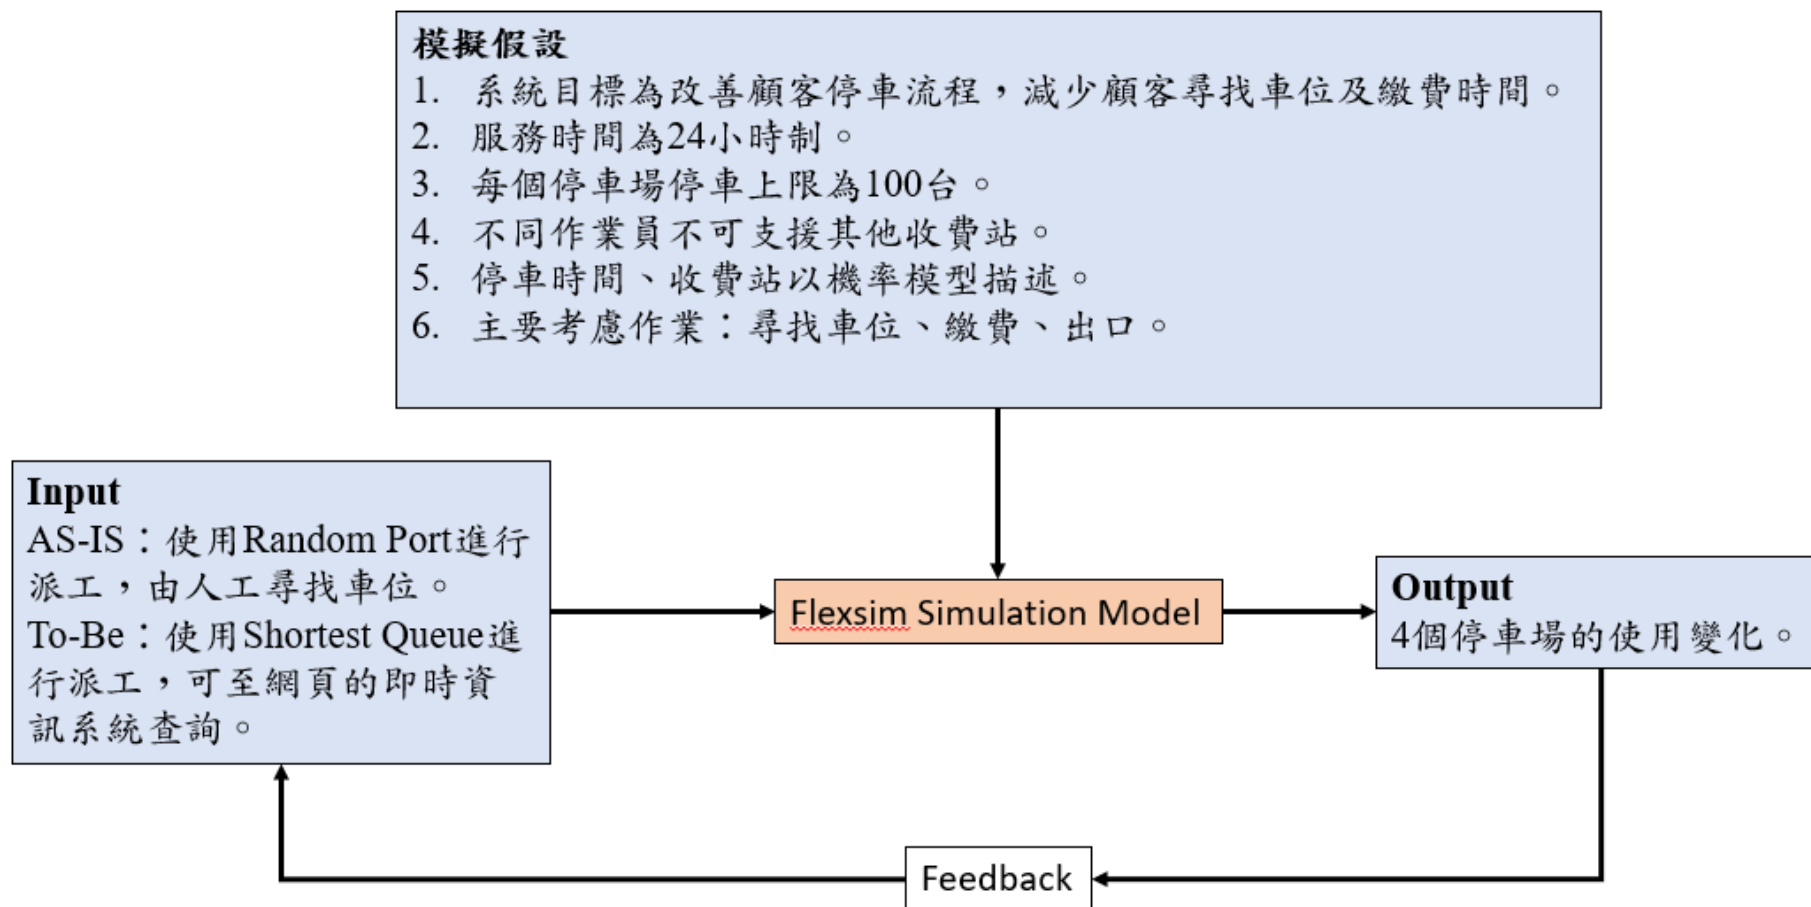 模擬假設
1. 系統目標為改善顧客停車流程，減少顧客尋找車位及繳費時間。
2. 服務時間為24小時制。
3. 每個停車場停車上限為100台。
4. 不同作業員不可支援其他收費站。
5. 停車時間、收費站以機率模型描述。
6. 主要考慮作業：尋找車位、繳費、出口。
Input
AS-IS：使用Random Port進行
派工，由人工尋找車位。
To-Be：使用Shortest Queue進
行派工，可至網頁的即時資
訊系統查詢。
Flexsim Simulation Model
Output
4個停車場的使用變化。
Feedback